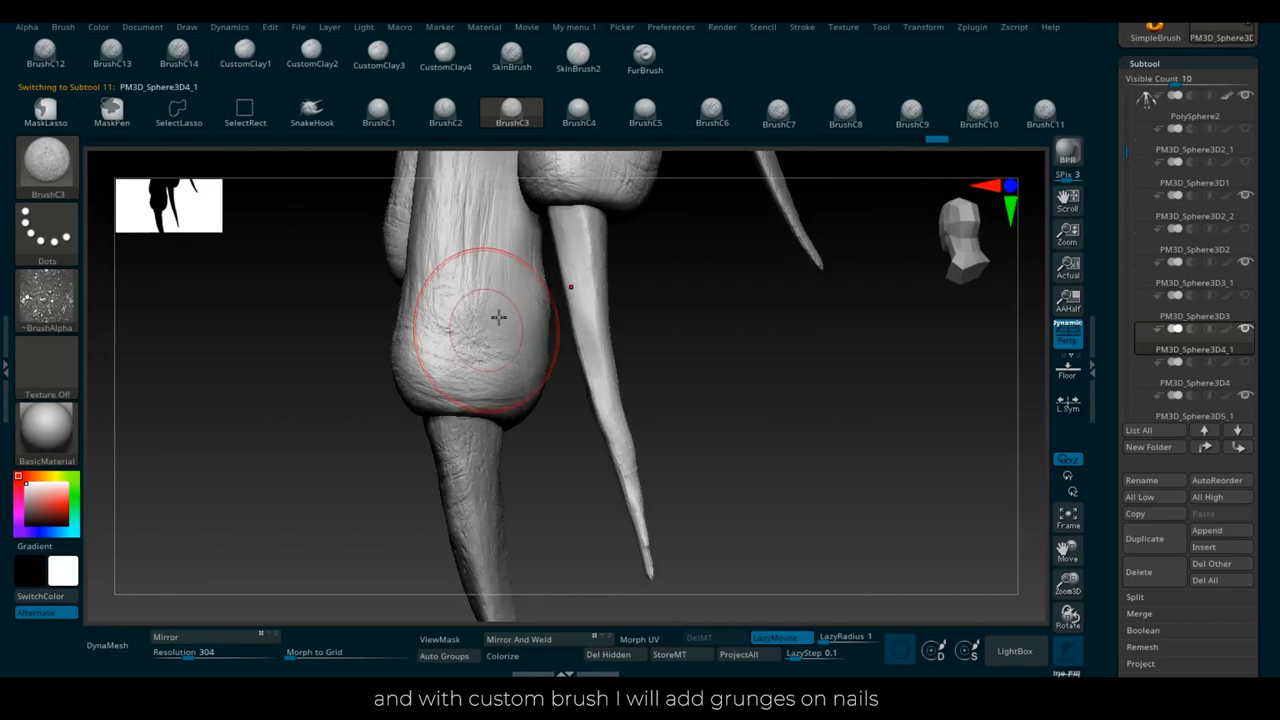 Alpha Brush Color Document Draw Dynamics Edit File Layer Light Macro Marker Material Movie My menu 1 Picker Preferences Render Stencil Stroke Texture Tool Transform Zplugin Zscript Help
SimpleBrush PM3D_Sphere3D
BrushC12 BrushC13 BrushC14 CustomClay1 CustomClay2 CustomClay3 CustomClay4 SkinBrush SkinBrush2 FurBrush
Subtool
Visible Count 10
Switching to Subtool 11: PM3D_Sphere3D4_1
MaskLasso MaskPen SelectLasso SelectRect SnakeHook BrushC1 BrushC2 BrushC3 BrushC4 BrushC5 BrushC6 BrushC7 BrushC8 BrushC9 BrushC10 BrushC11
PolySphere2
PM3D_Sphere3D2_1
PM3D_Sphere3D1
PM3D_Sphere3D2_2
PM3D_Sphere3D2
PM3D_Sphere3D3_1
PM3D_Sphere3D3
PM3D_Sphere3D4_1
PM3D_Sphere3D4
PM3D_Sphere3D5_1
BrushC3
Dots
~BrushAlpha
Texture Off
BasicMaterial
Gradient
SwitchColor
Alternate
BPR
SPix 3
Scroll
Zoom
Actual
AAHalf
Dynamic
Persp
Floor
L.Sym
Frame
Move
Zoom3D
Rotate
List All
New Folder
Rename AutoReorder
All Low All High
Copy Paste
Duplicate Append
Insert
Delete Del Other
Del All
Split
Merge
Boolean
Remesh
Project
DynaMesh Mirror ViewMask Mirror And Weld Morph UV DelMT LazyMouse LazyRadius 1
Resolution 304 Morph to Grid Auto Groups Colorize Del Hidden StoreMT ProjectAll LazyStep 0.1 D S LightBox
and with custom brush I will add grunges on nails